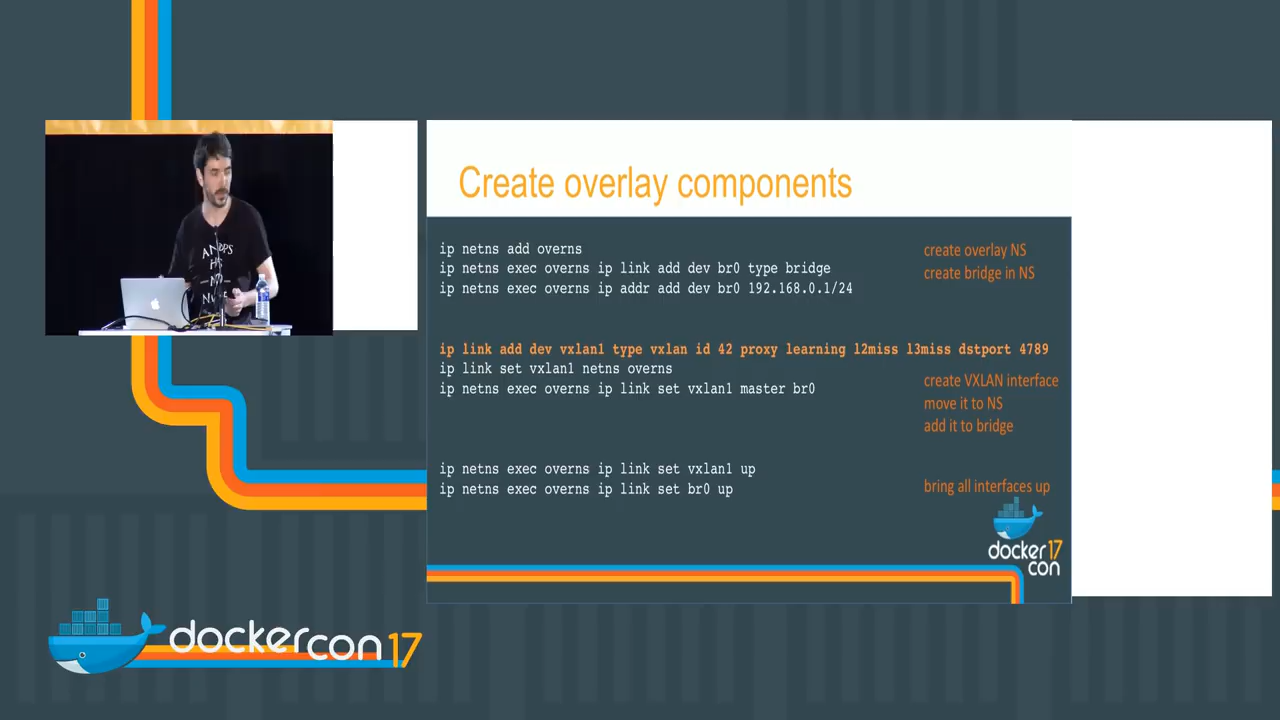 Create overlay components
ip netns add overns
create overlay NS
ip netns exec overns ip link add dev br0 type bridge
create bridge in NS
ip netns exec overns ip addr add dev br0 192.168.0.1/24
ip link add dev vxlan1 type vxlan id 42 proxy learning l2miss l3miss dstport 4789
ip link set vxlan1 netns overns
create VXLAN interface
ip netns exec overns ip link set vxlan1 master br0
move it to NS
add it to bridge
ip netns exec overns ip link set vxlan1 up
ip netns exec overns ip link set br0 up
bring all interfaces up
docker 17
con
dockercon 17